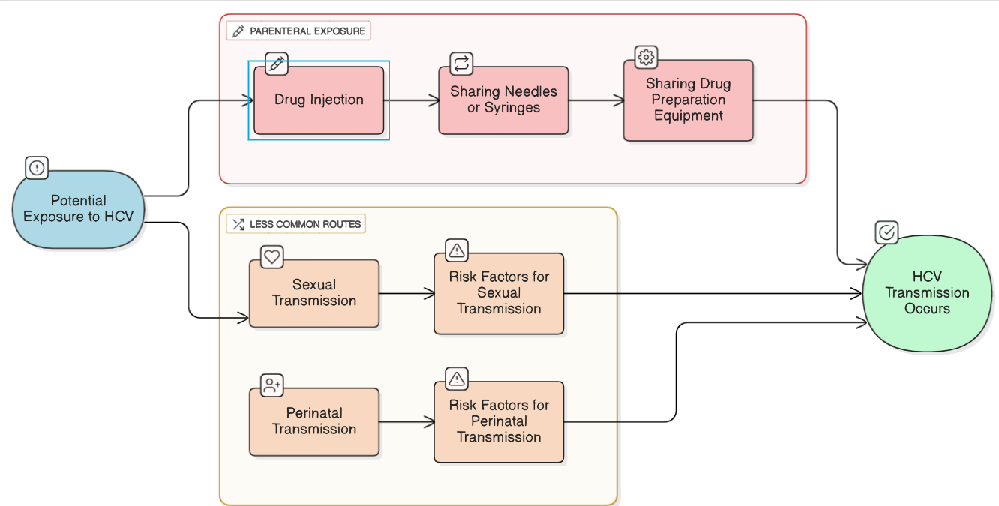 PARENTERAL EXPOSURE
Drug Injection
Sharing Needles
or Syringes
Sharing Drug
Preparation
Equipment
Potential
Exposure to HCV
LESS COMMON ROUTES
Sexual
Transmission
Risk Factors for
Sexual
Transmission
HCV
Transmission
Occurs
Perinatal
Transmission
Risk Factors for
Perinatal
Transmission